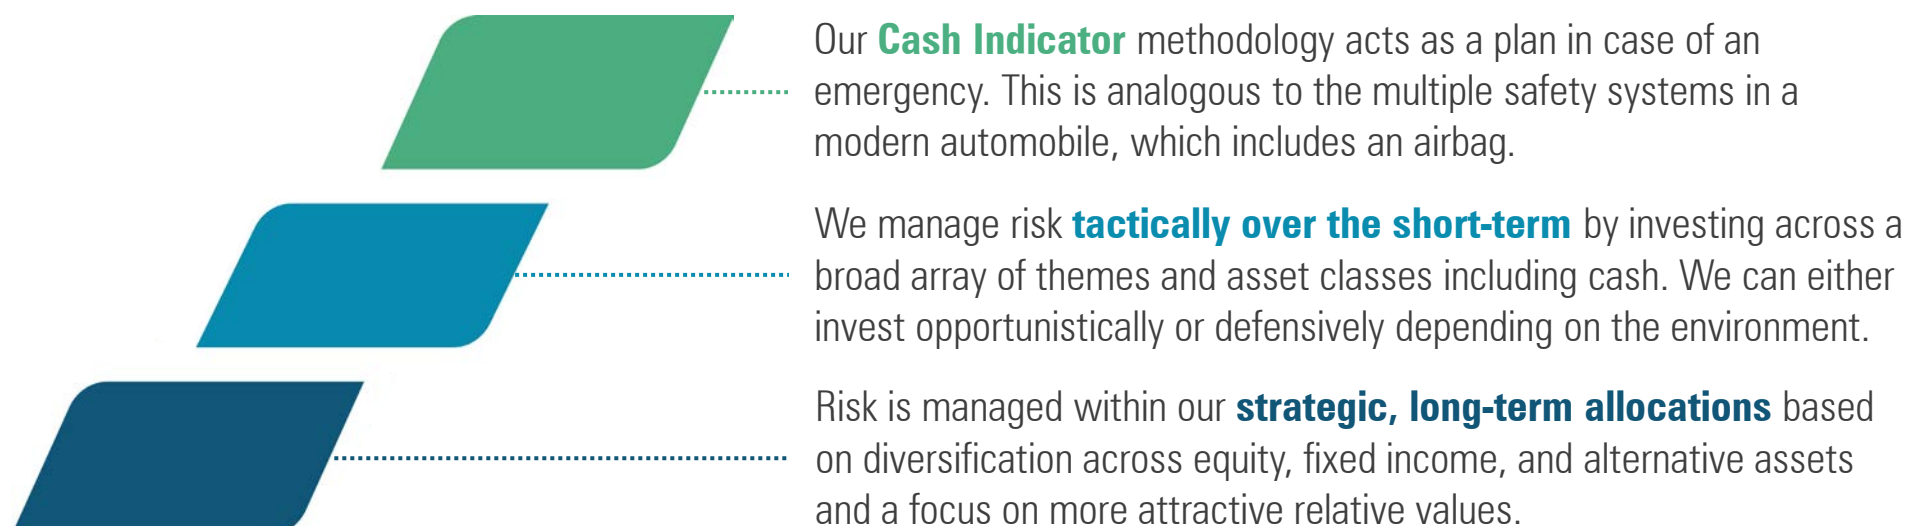 Our Cash Indicator methodology acts as a plan in case of an
emergency. This is analogous to the multiple safety systems in a
modern automobile, which includes an airbag.
We manage risk tactically over the short-term by investing across a
broad array of themes and asset classes including cash. We can either
invest opportunistically or defensively depending on the environment.
Risk is managed within our strategic, long-term allocations based
on diversification across equity, fixed income, and alternative assets
and a focus on more attractive relative values.